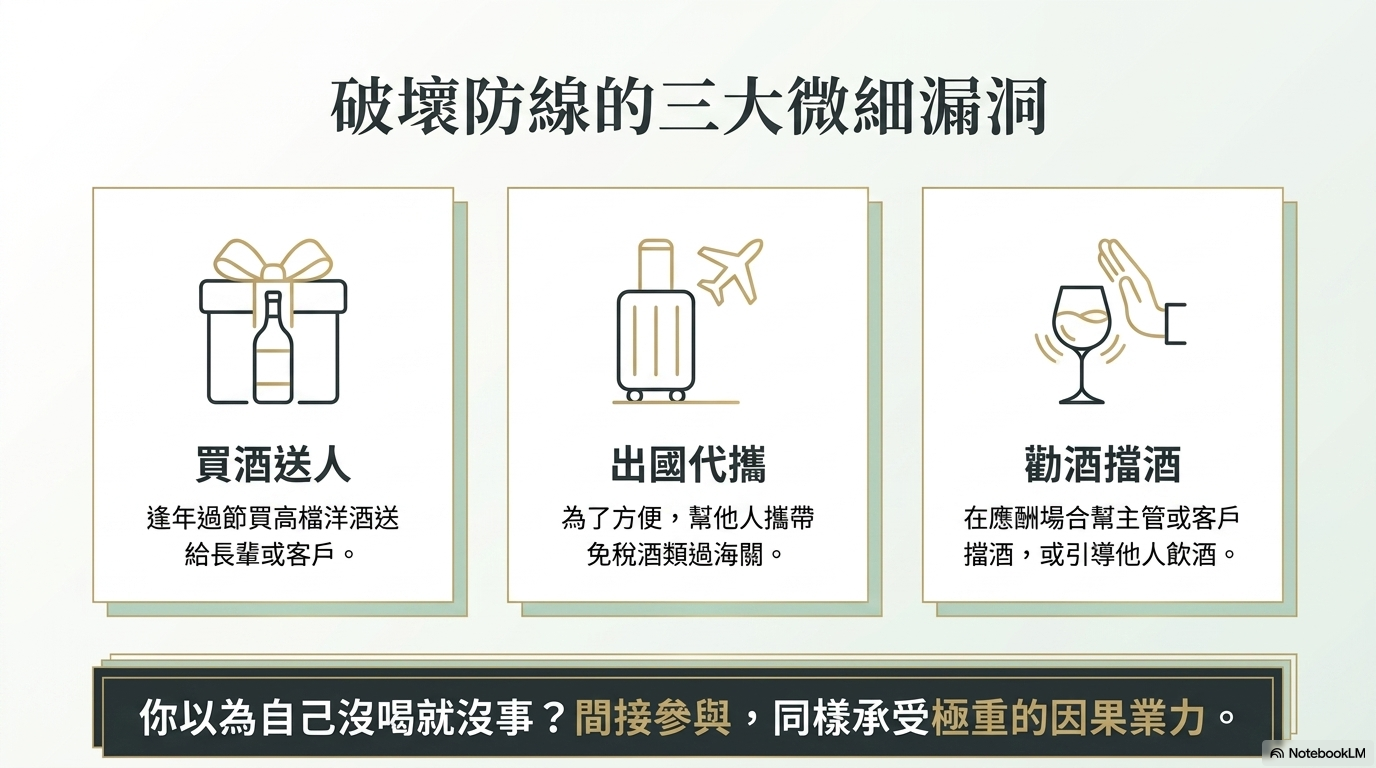 破壞防線的三大微細漏洞
買酒送人
逢年過節買高檔洋酒送
給長輩或客戶。
出國代攜
為了方便，幫他人攜帶
免稅酒類過海關。
勸酒擋酒
在應酬場合幫主管或客戶
擋酒，或引導他人飲酒。
你以為自己沒喝就沒事？間接參與，同樣承受極重的因果業力。
NotebookLM